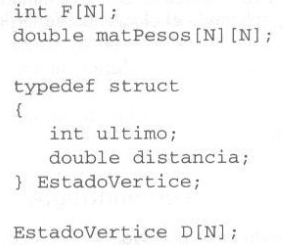 int F[N];
double matPesos[N][N];
typedef struct
{
int ultimo;
double distancia;
} EstadoVertice;
EstadoVertice D[N];